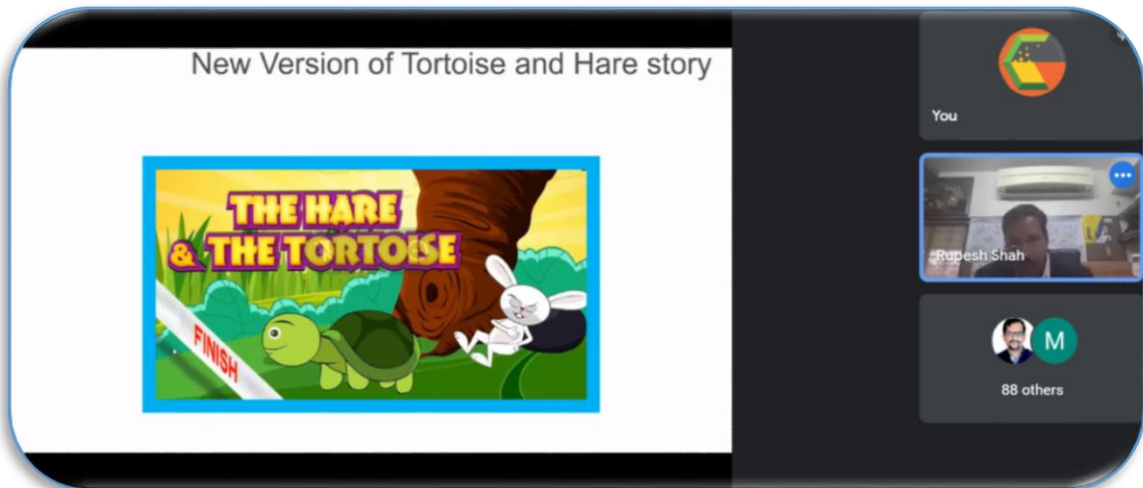 New Version of Tortoise and Hare story
THE HARE
& THE TORTOISE
FINISH
You
Rupesh Shah
M
88 others